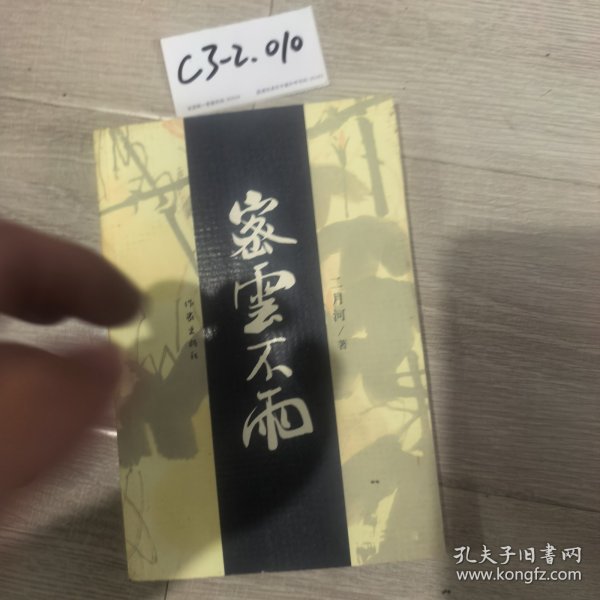 C3-2.010
密雲不雨
二月河/著
作家出版社
孔夫子旧書网
www.kongfz.com